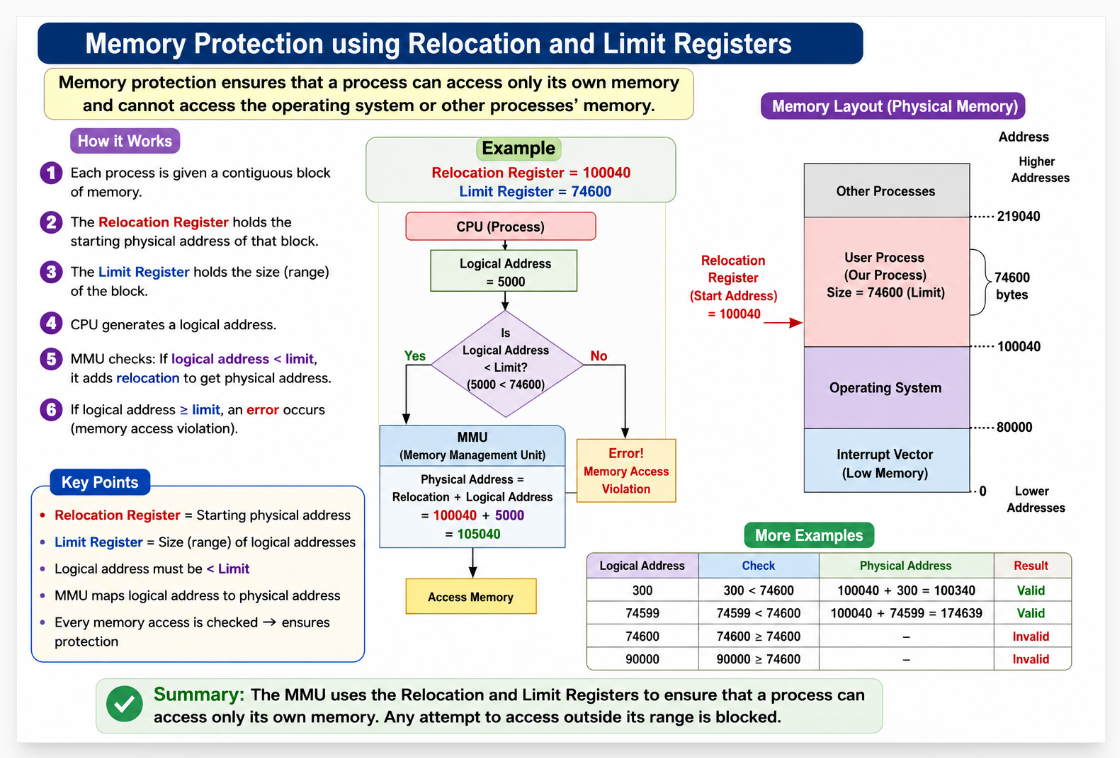 Memory Protection using Relocation and Limit Registers
Memory protection ensures that a process can access only its own memory
and cannot access the operating system or other processes’ memory.
How it Works
1 Each process is given a contiguous block
of memory.
2 The Relocation Register holds the
starting physical address of that block.
3 The Limit Register holds the size (range)
of the block.
4 CPU generates a logical address.
5 MMU checks: If logical address < limit,
it adds relocation to get physical address.
6 If logical address ≥ limit, an error occurs
(memory access violation).
Key Points
• Relocation Register = Starting physical address
• Limit Register = Size (range) of logical addresses
• Logical address must be < Limit
• MMU maps logical address to physical address
• Every memory access is checked → ensures
protection
Example
Relocation Register = 100040
Limit Register = 74600
CPU (Process)
Logical Address
= 5000
Is
Logical Address
< Limit?
(5000 < 74600)
Yes
No
MMU
(Memory Management Unit)
Physical Address =
Relocation + Logical Address
= 100040 + 5000
= 105040
Error!
Memory Access
Violation
Access Memory
Memory Layout (Physical Memory)
Address
Higher
Addresses
Other Processes
219040
User Process
(Our Process)
Size = 74600 (Limit)
74600
bytes
Relocation
Register
(Start Address)
= 100040
100040
Operating System
80000
Interrupt Vector
(Low Memory)
0
Lower
Addresses
More Examples
Logical Address Check Physical Address Result
300 300 < 74600 100040 + 300 = 100340 Valid
74599 74599 < 74600 100040 + 74599 = 174639 Valid
74600 74600 ≥ 74600 – Invalid
90000 90000 ≥ 74600 – Invalid
Summary: The MMU uses the Relocation and Limit Registers to ensure that a process can
access only its own memory. Any attempt to access outside its range is blocked.